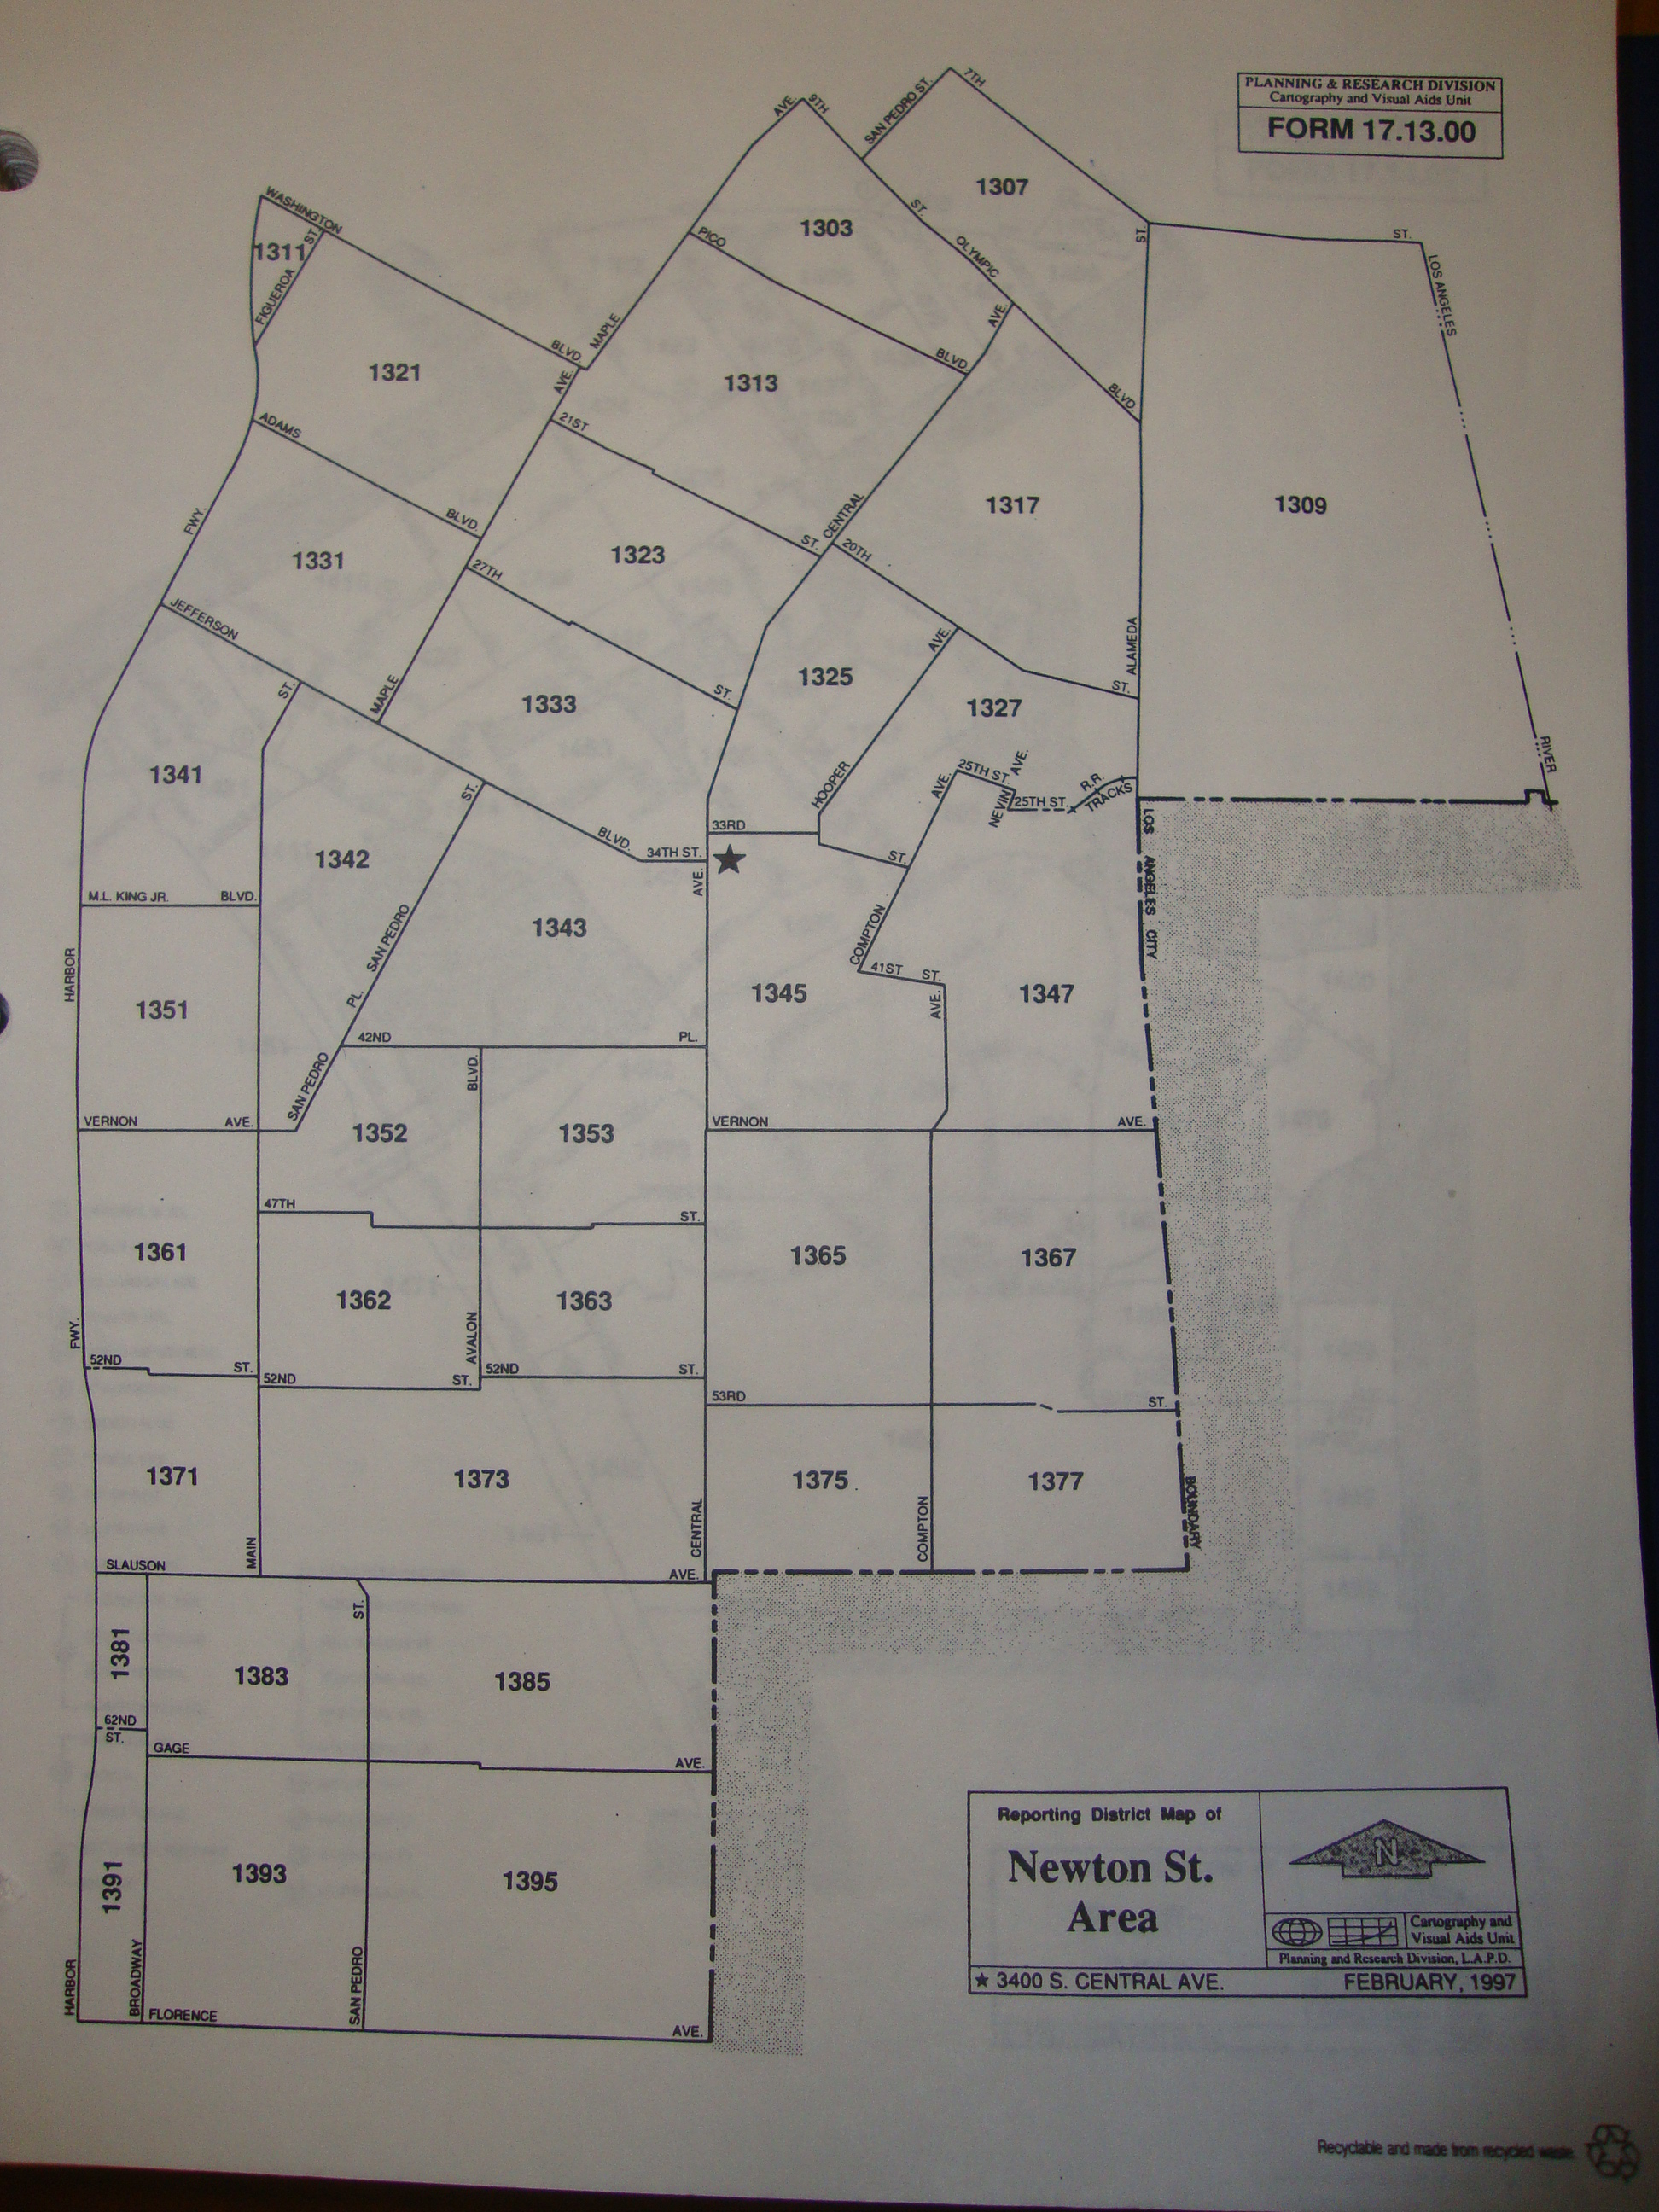 PLANNING & RESEARCH DIVISION
Cartography and Visual Aids Unit
FORM 17.13.00
7TH
SAN PEDRO ST.
AVE.
9TH
1307
WASHINGTON
1311
ST.
FIGUEROA
1303
ST.
PICO
OLYMPIC
ST.
ST.
LOS ANGELES
AVE.
MAPLE
BLVD.
BLVD.
1321
1313
AVE.
BLVD.
ADAMS
21ST
1317
1309
FWY.
BLVD.
CENTRAL
ST.
20TH
1331
1323
27TH
JEFFERSON
AVE.
ALAMEDA
1325
ST.
ST.
MAPLE
ST.
1333
1327
RIVER
1341
AVE.
25TH ST.
AVE.
R.R.
TRACKS
HOOPER
NEVIN
25TH ST.
ST.
33RD
BLVD.
34TH ST.
ST.
LOS ANGELES CITY
1342
AVE.
M.L. KING JR.
BLVD.
SAN PEDRO
1343
COMPTON
41ST
ST.
HARBOR
1351
PL.
1345
AVE.
1347
42ND
PL.
SAN PEDRO
BLVD.
VERNON
AVE.
1352
1353
VERNON
AVE.
47TH
ST.
1361
1365
1367
1362
1363
FWY.
AVALON
52ND
ST.
52ND
ST.
52ND
ST.
53RD
ST.
1371
1373
1375
1377
MAIN
CENTRAL
COMPTON
BOUNDARY
SLAUSON
AVE.
ST.
1381
1383
1385
62ND
ST.
GAGE
AVE.
1391
1393
1395
HARBOR
BROADWAY
SAN PEDRO
FLORENCE
AVE.
Reporting District Map of
Newton St.
Area
N
Cartography and
Visual Aids Unit
Planning and Research Division, L.A.P.D.
★ 3400 S. CENTRAL AVE.
FEBRUARY, 1997
Recyclable and made from recycled waste.